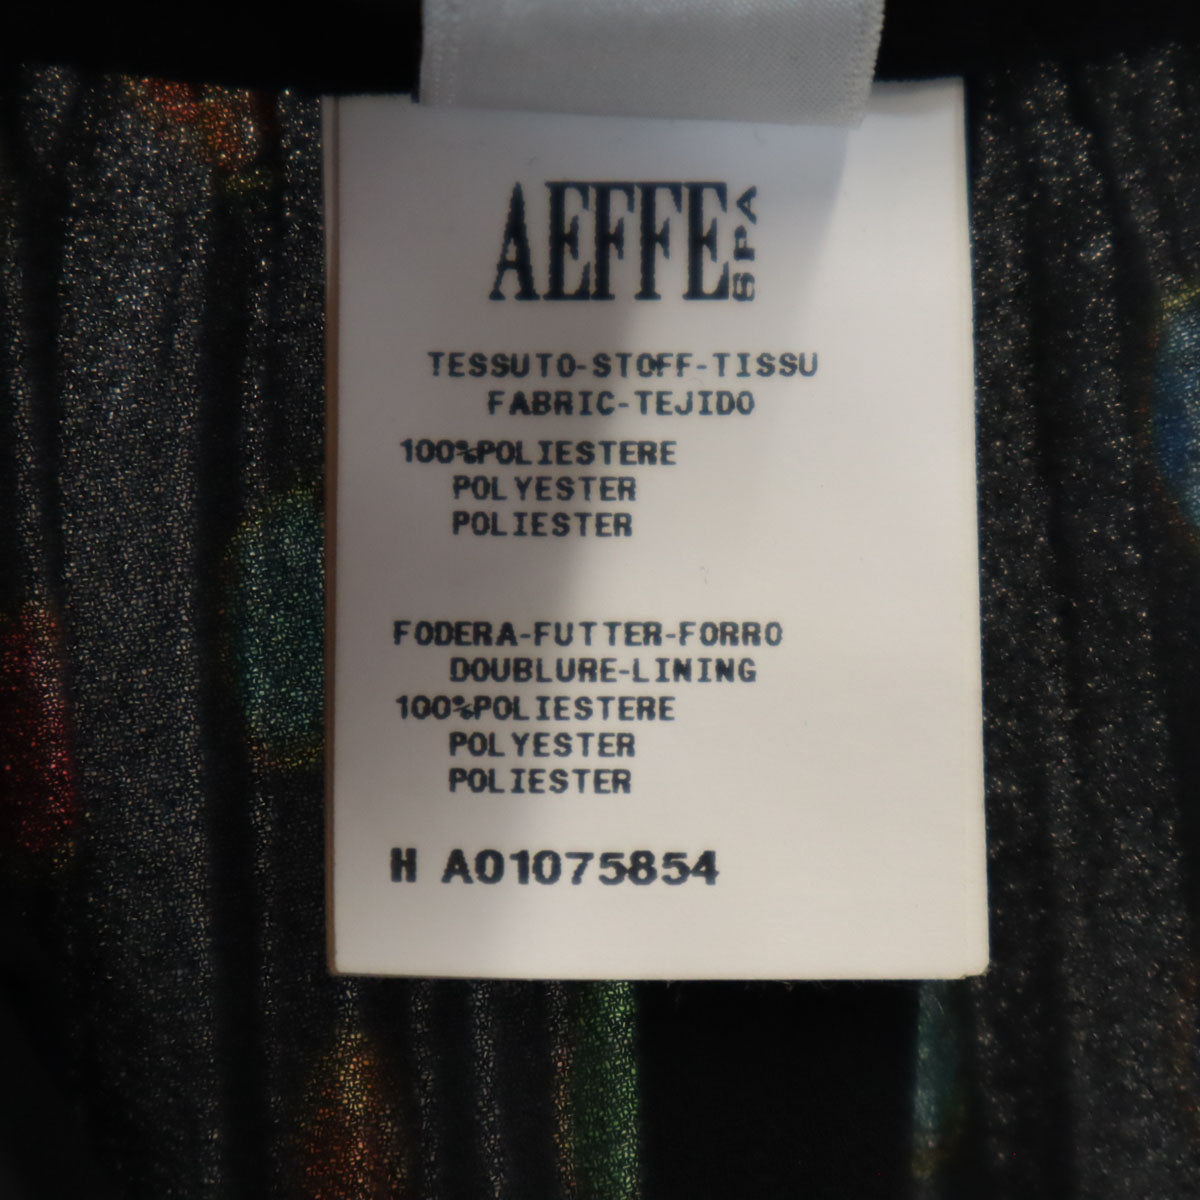 AEFFE SPA
TESSUTO-STOFF-TISSU
FABRIC-TEJIDO
100%POLIESTERE
POLYESTER
POLIESTER
FODERA-FUTTER-FORRO
DOUBLURE-LINING
100%POLIESTERE
POLYESTER
POLIESTER
H A01075854